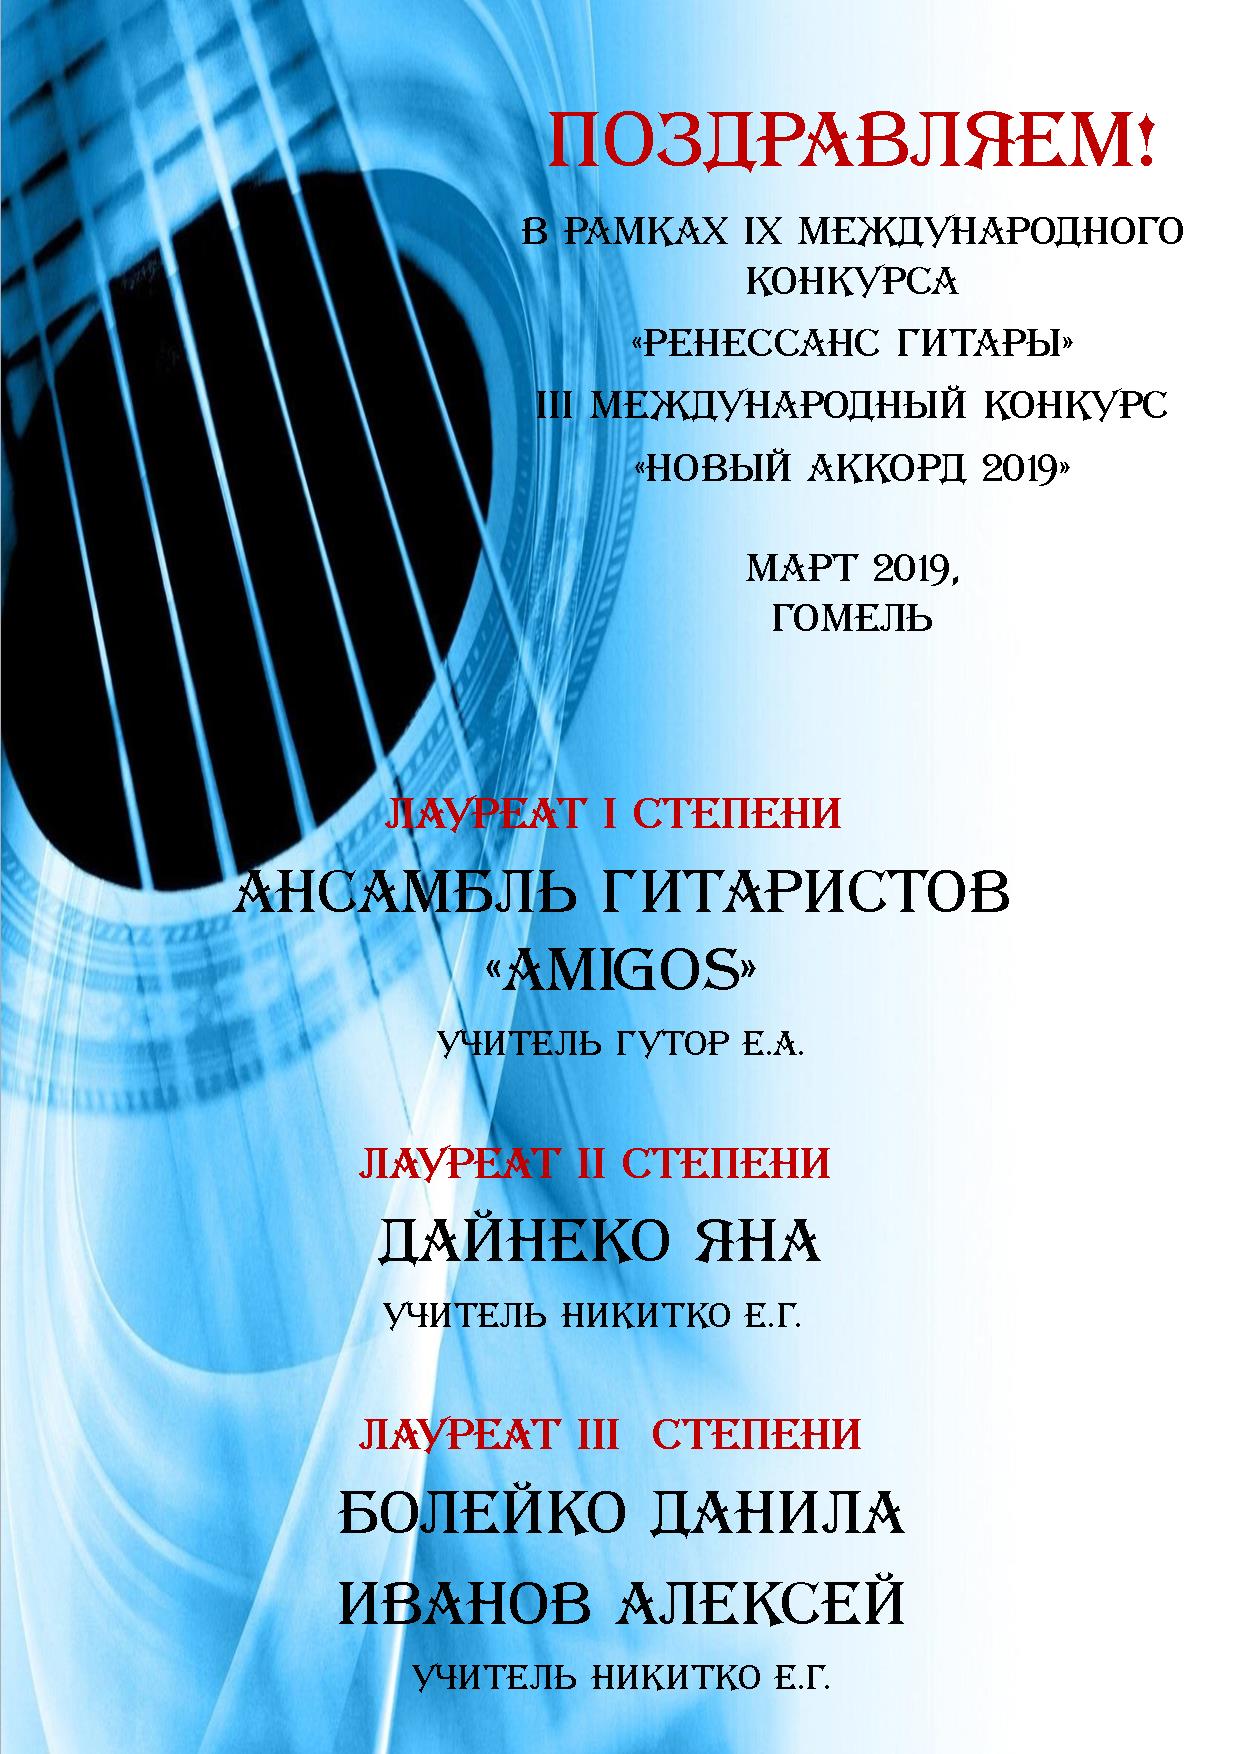 ПОЗДРАВЛЯЕМ!
В РАМКАХ IX МЕЖДУНАРОДНОГО
КОНКУРСА
«РЕНЕССАНС ГИТАРЫ»
III МЕЖДУНАРОДНЫЙ КОНКУРС
«НОВЫЙ АККОРД 2019»
МАРТ 2019,
ГОМЕЛЬ
ЛАУРЕАТ I СТЕПЕНИ
АНСАМБЛЬ ГИТАРИСТОВ
«AMIGOS»
УЧИТЕЛЬ ГУТОР Е.А.
ЛАУРЕАТ II СТЕПЕНИ
ДАЙНЕКО ЯНА
УЧИТЕЛЬ НИКИТКО Е.Г.
ЛАУРЕАТ III СТЕПЕНИ
БОЛЕЙКО ДАНИЛА
ИВАНОВ АЛЕКСЕЙ
УЧИТЕЛЬ НИКИТКО Е.Г.